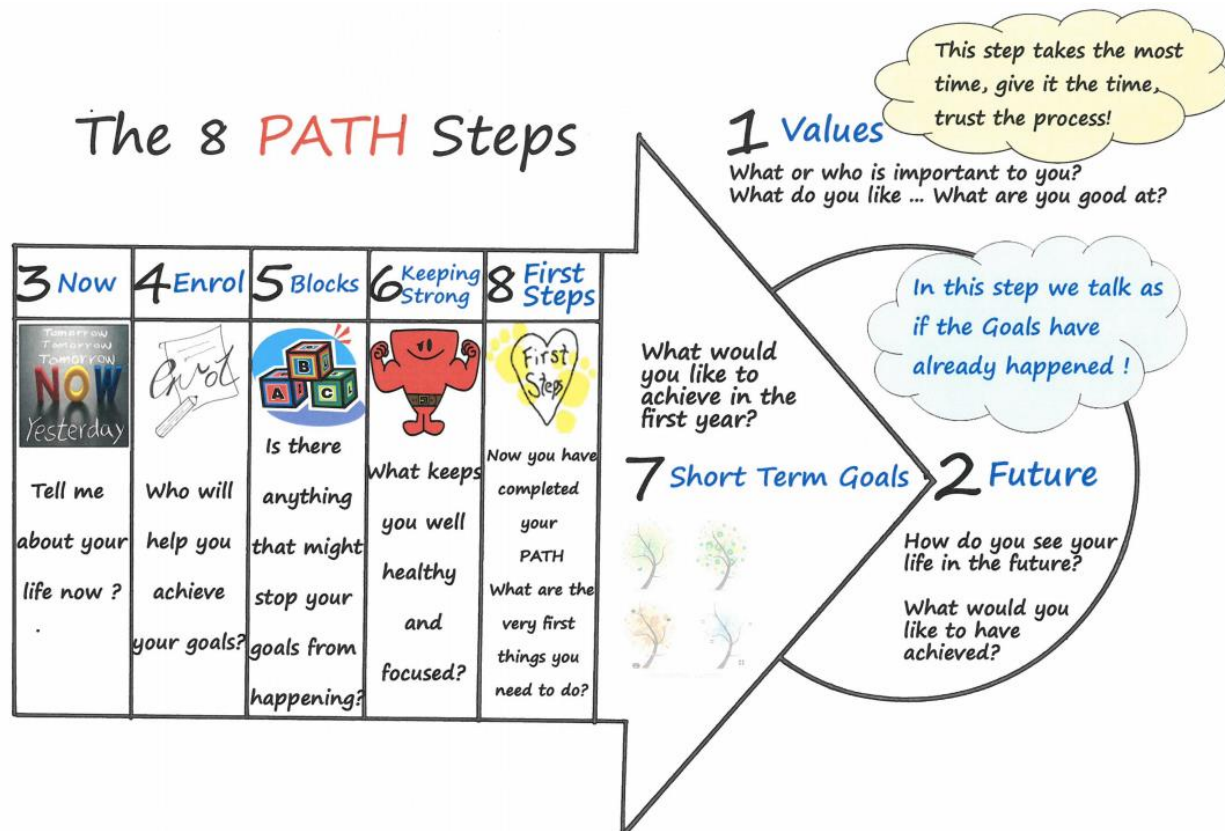 The 8 PATH Steps
This step takes the most
time, give it the time,
trust the process!
1 Values
What or who is important to you?
What do you like ... What are you good at?
3 Now
Tomorrow
Tomorrow
Tomorrow
NOW
Yesterday
Tell me
about your
life now ?
.
4 Enrol
enrol
Who will
help you
achieve
your goals?
5 Blocks
B
A C
Is there
anything
that might
stop your
goals from
happening?
6 Keeping
Strong
What keeps
you well
healthy
and
focused?
8 First
Steps
First
Steps
Now you have
completed
your
PATH
What are the
very first
things you
need to do?
What would
you like to
achieve in the
first year?
7 Short Term Goals
In this step we talk as
if the Goals have
already happened !
2 Future
How do you see your
life in the future?
What would you
like to have
achieved?